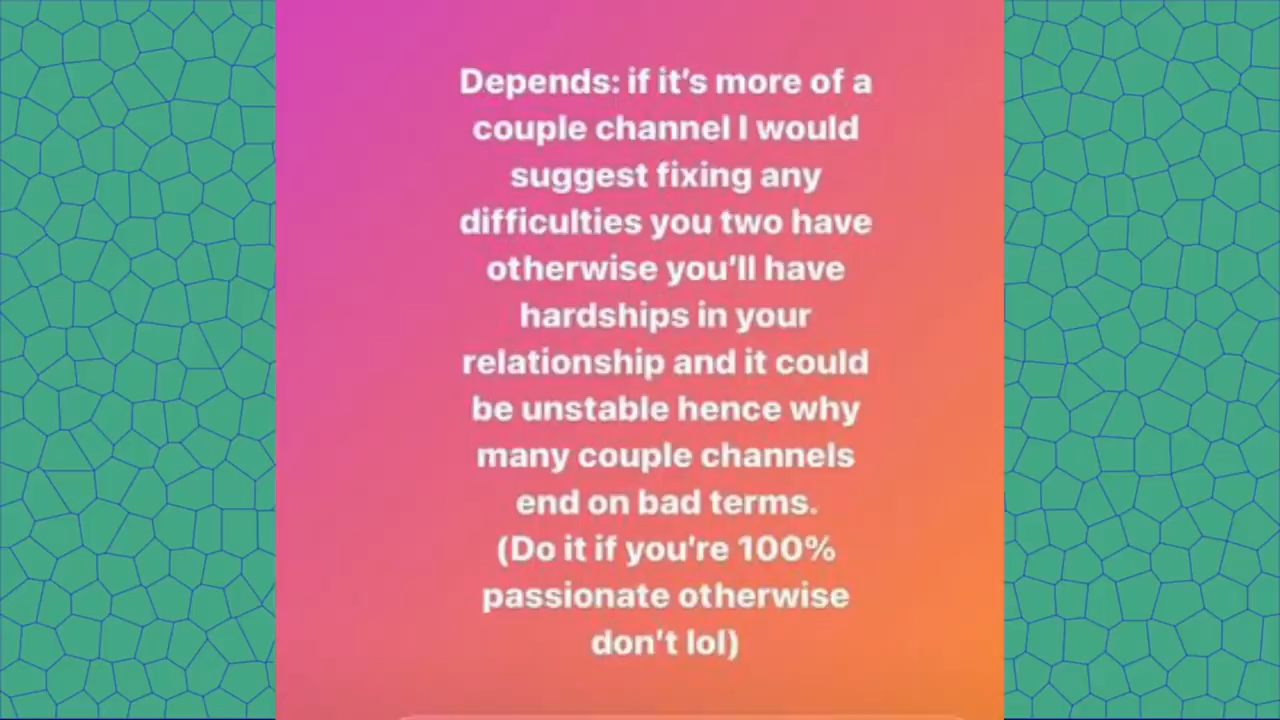 Depends: if it's more of a
couple channel I would
suggest fixing any
difficulties you two have
otherwise you'll have
hardships in your
relationship and it could
be unstable hence why
many couple channels
end on bad terms.
(Do it if you're 100%
passionate otherwise
don't lol)